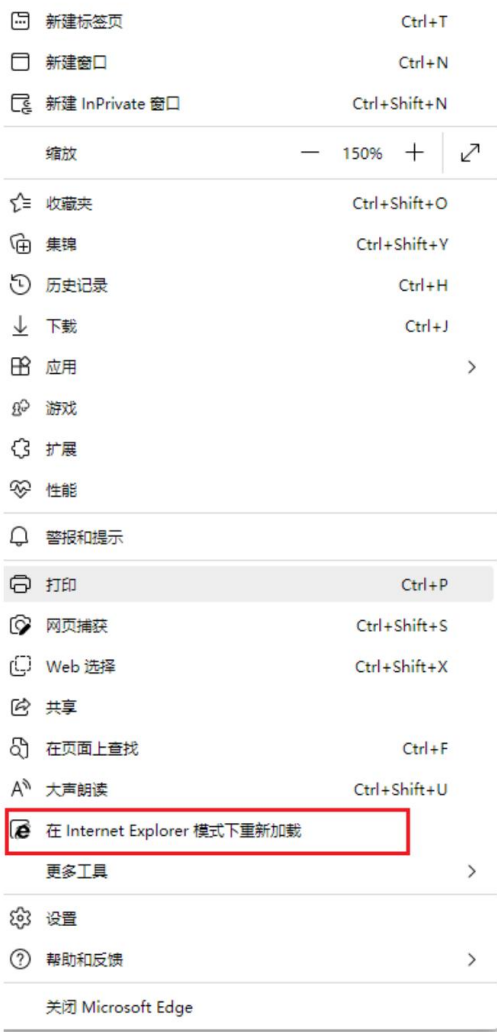 新建标签页 Ctrl+T
新建窗口 Ctrl+N
新建 InPrivate 窗口 Ctrl+Shift+N
缩放 — 150% +
收藏夹 Ctrl+Shift+O
集锦 Ctrl+Shift+Y
历史记录 Ctrl+H
下载 Ctrl+J
应用
游戏
扩展
性能
警报和提示
打印 Ctrl+P
网页捕获 Ctrl+Shift+S
Web 选择 Ctrl+Shift+X
共享
在页面上查找 Ctrl+F
大声朗读 Ctrl+Shift+U
在 Internet Explorer 模式下重新加载
更多工具
设置
帮助和反馈
关闭 Microsoft Edge